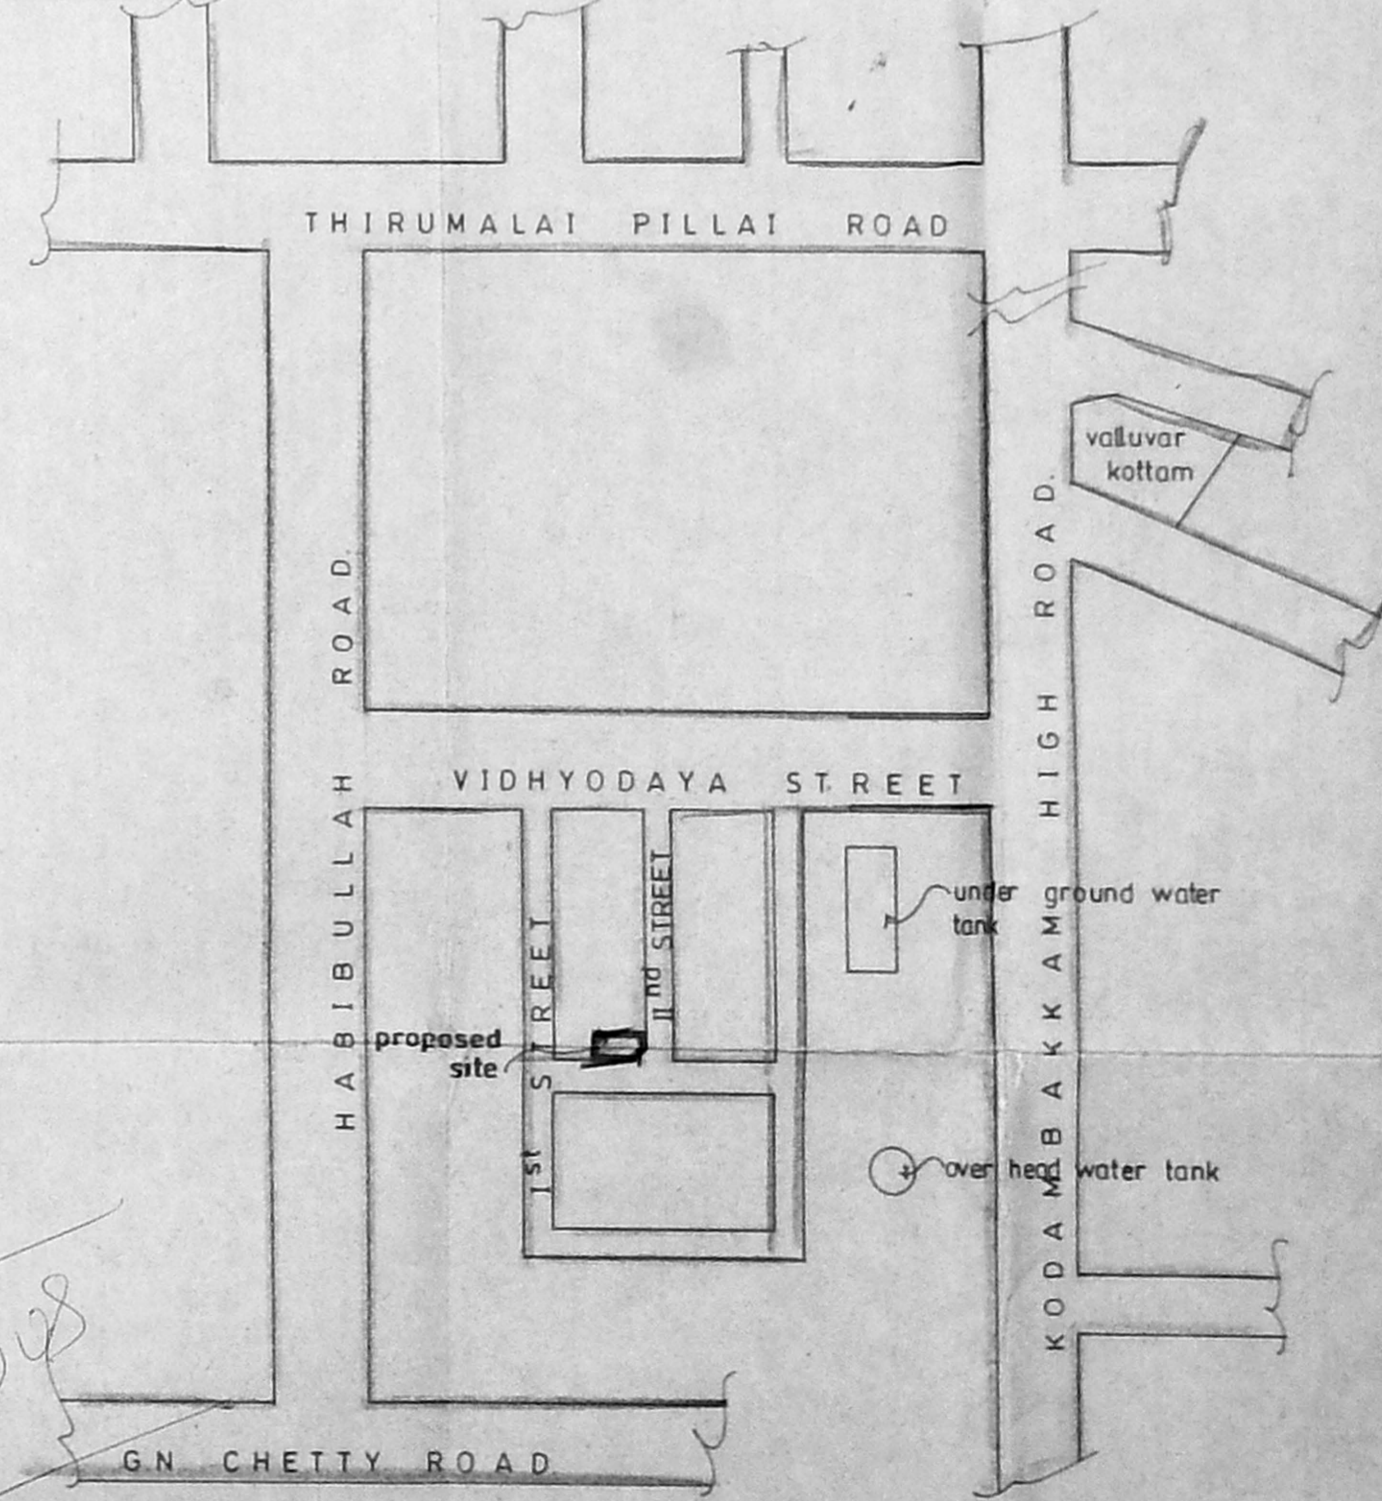 THIRUMALAI PILLAI ROAD
valluvar
kottam
KODAMBAKKAM HIGH ROAD.
HABIBULLAH ROAD.
VIDHYODAYA STREET
1st STREET
IInd STREET
under ground water
tank
proposed
site
over head water tank
GN CHETTY ROAD